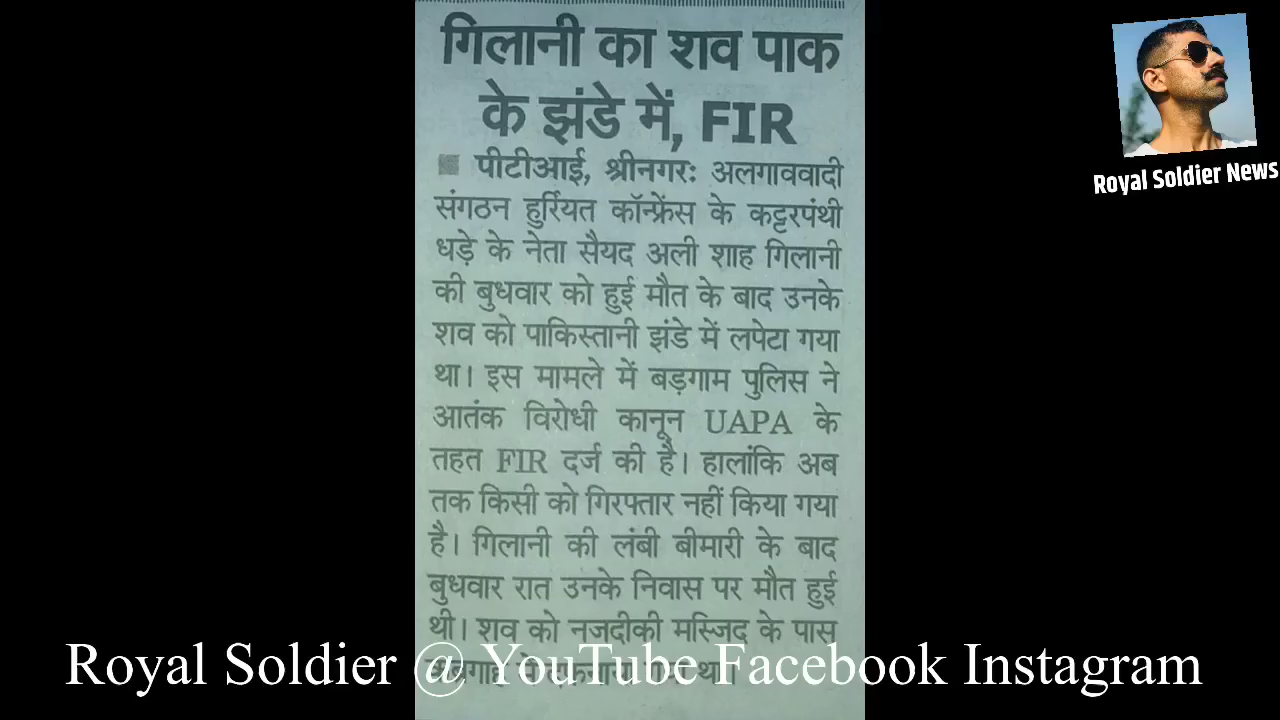 गिलानी का शव पाक
के झंडे में, FIR
पीटीआई, श्रीनगर: अलगाववादी
संगठन हुर्रियत कॉन्फ्रेंस के कट्टरपंथी
धड़े के नेता सैयद अली शाह गिलानी
की बुधवार को हुई मौत के बाद उनके
शव को पाकिस्तानी झंडे में लपेटा गया
था। इस मामले में बड़गाम पुलिस ने
आतंक विरोधी कानून UAPA के
तहत FIR दर्ज की है। हालांकि अब
तक किसी को गिरफ्तार नहीं किया गया
है। गिलानी की लंबी बीमारी के बाद
बुधवार रात उनके निवास पर मौत हुई
थी। शव को नजदीकी मस्जिद के पास
था।
Royal Soldier News
Royal Soldier @ YouTube Facebook Instagram